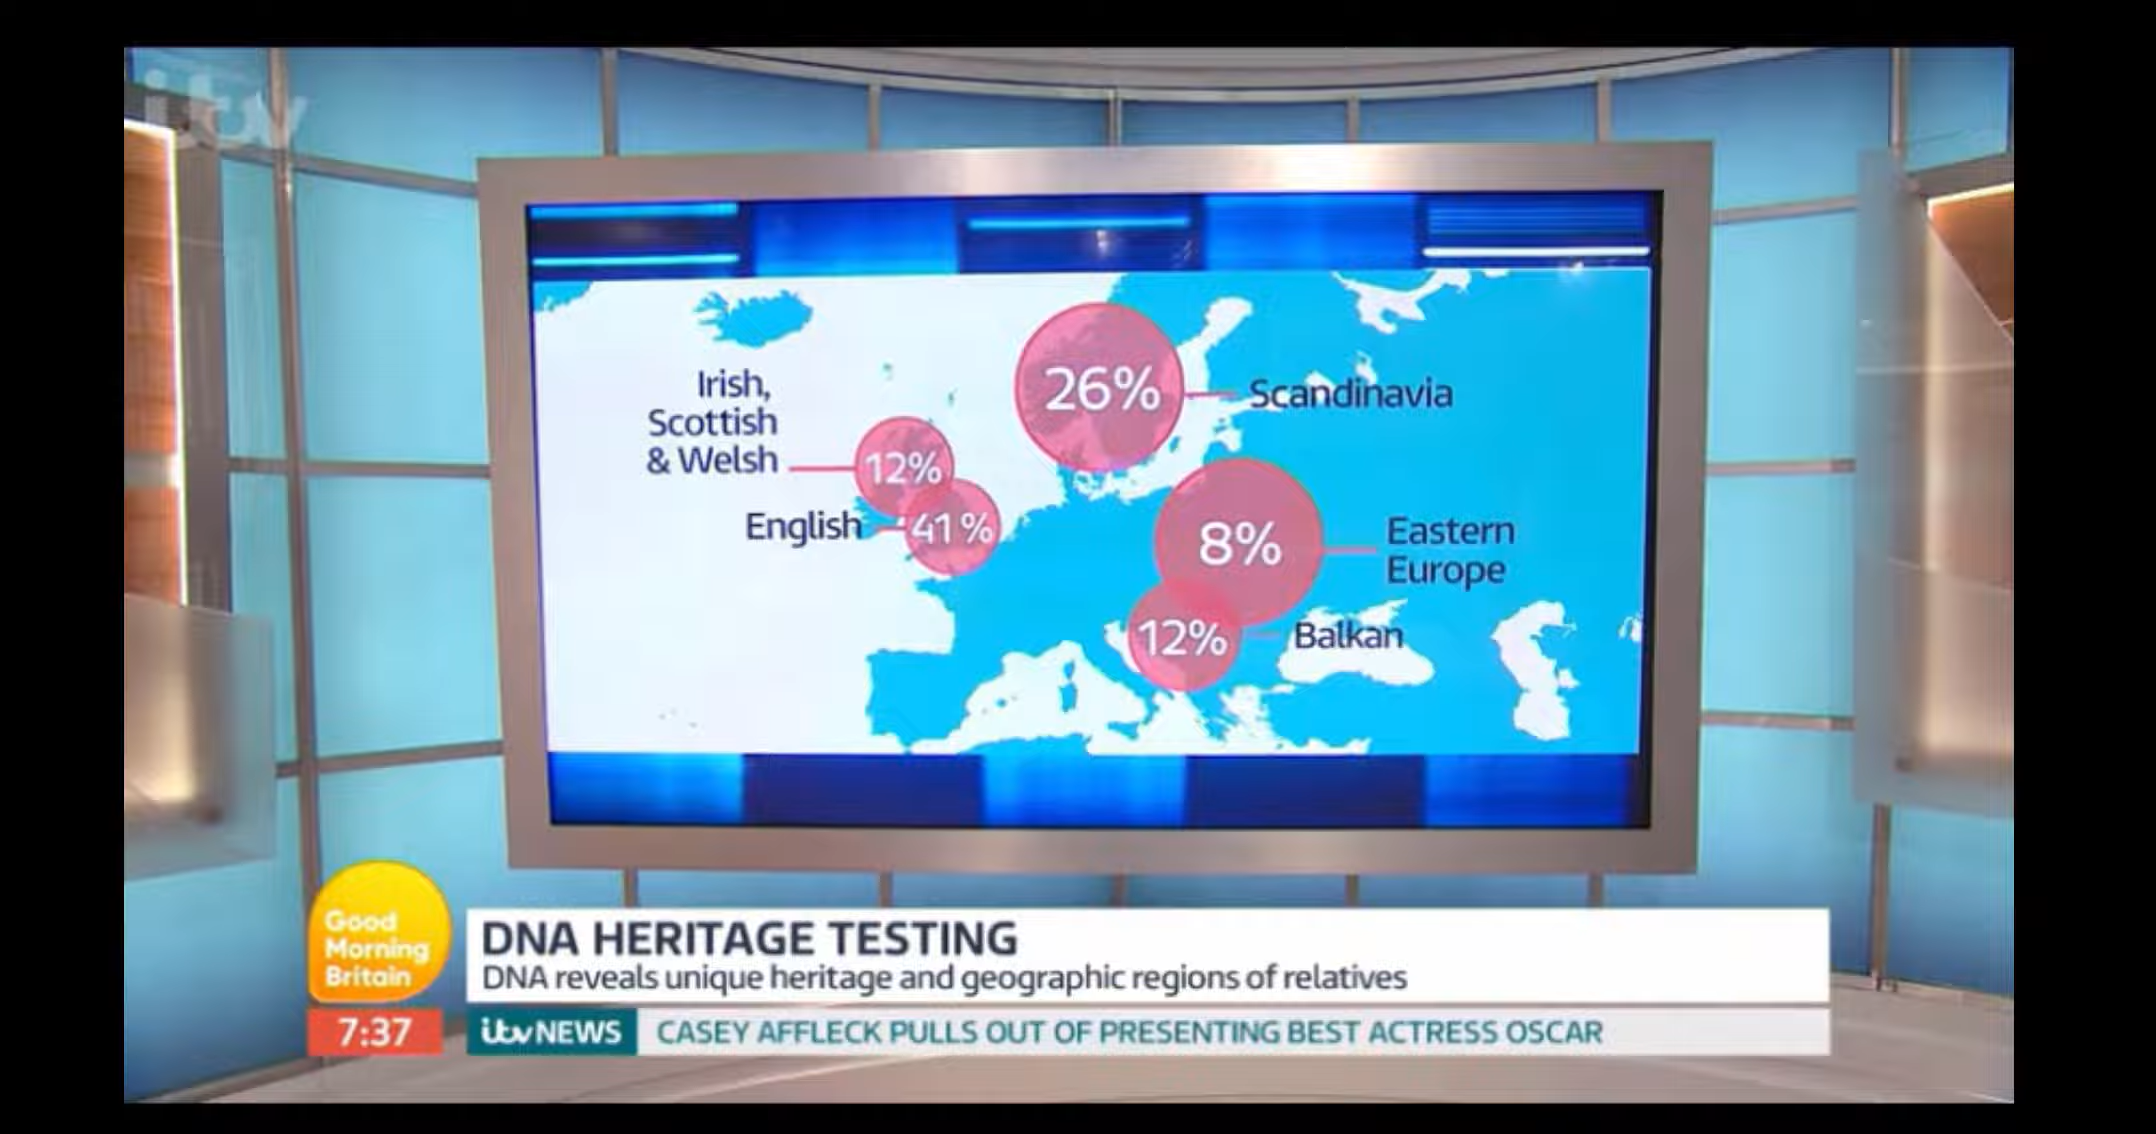 itv
Irish,
Scottish
& Welsh
12%
English
41%
26%
Scandinavia
8%
Eastern
Europe
12%
Balkan
Good
Morning
Britain
DNA HERITAGE TESTING
DNA reveals unique heritage and geographic regions of relatives
7:37
itv NEWS
CASEY AFFLECK PULLS OUT OF PRESENTING BEST ACTRESS OSCAR